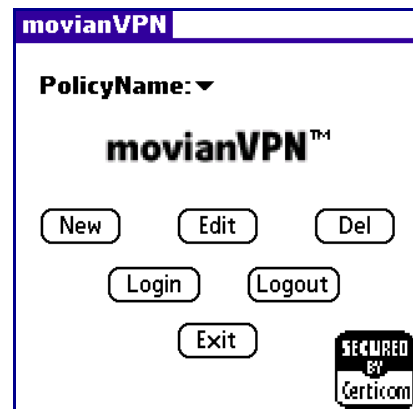 movianVPN
PolicyName:
movianVPN™
New Edit Del
Login Logout
Exit
SECURED
BY
Certicom